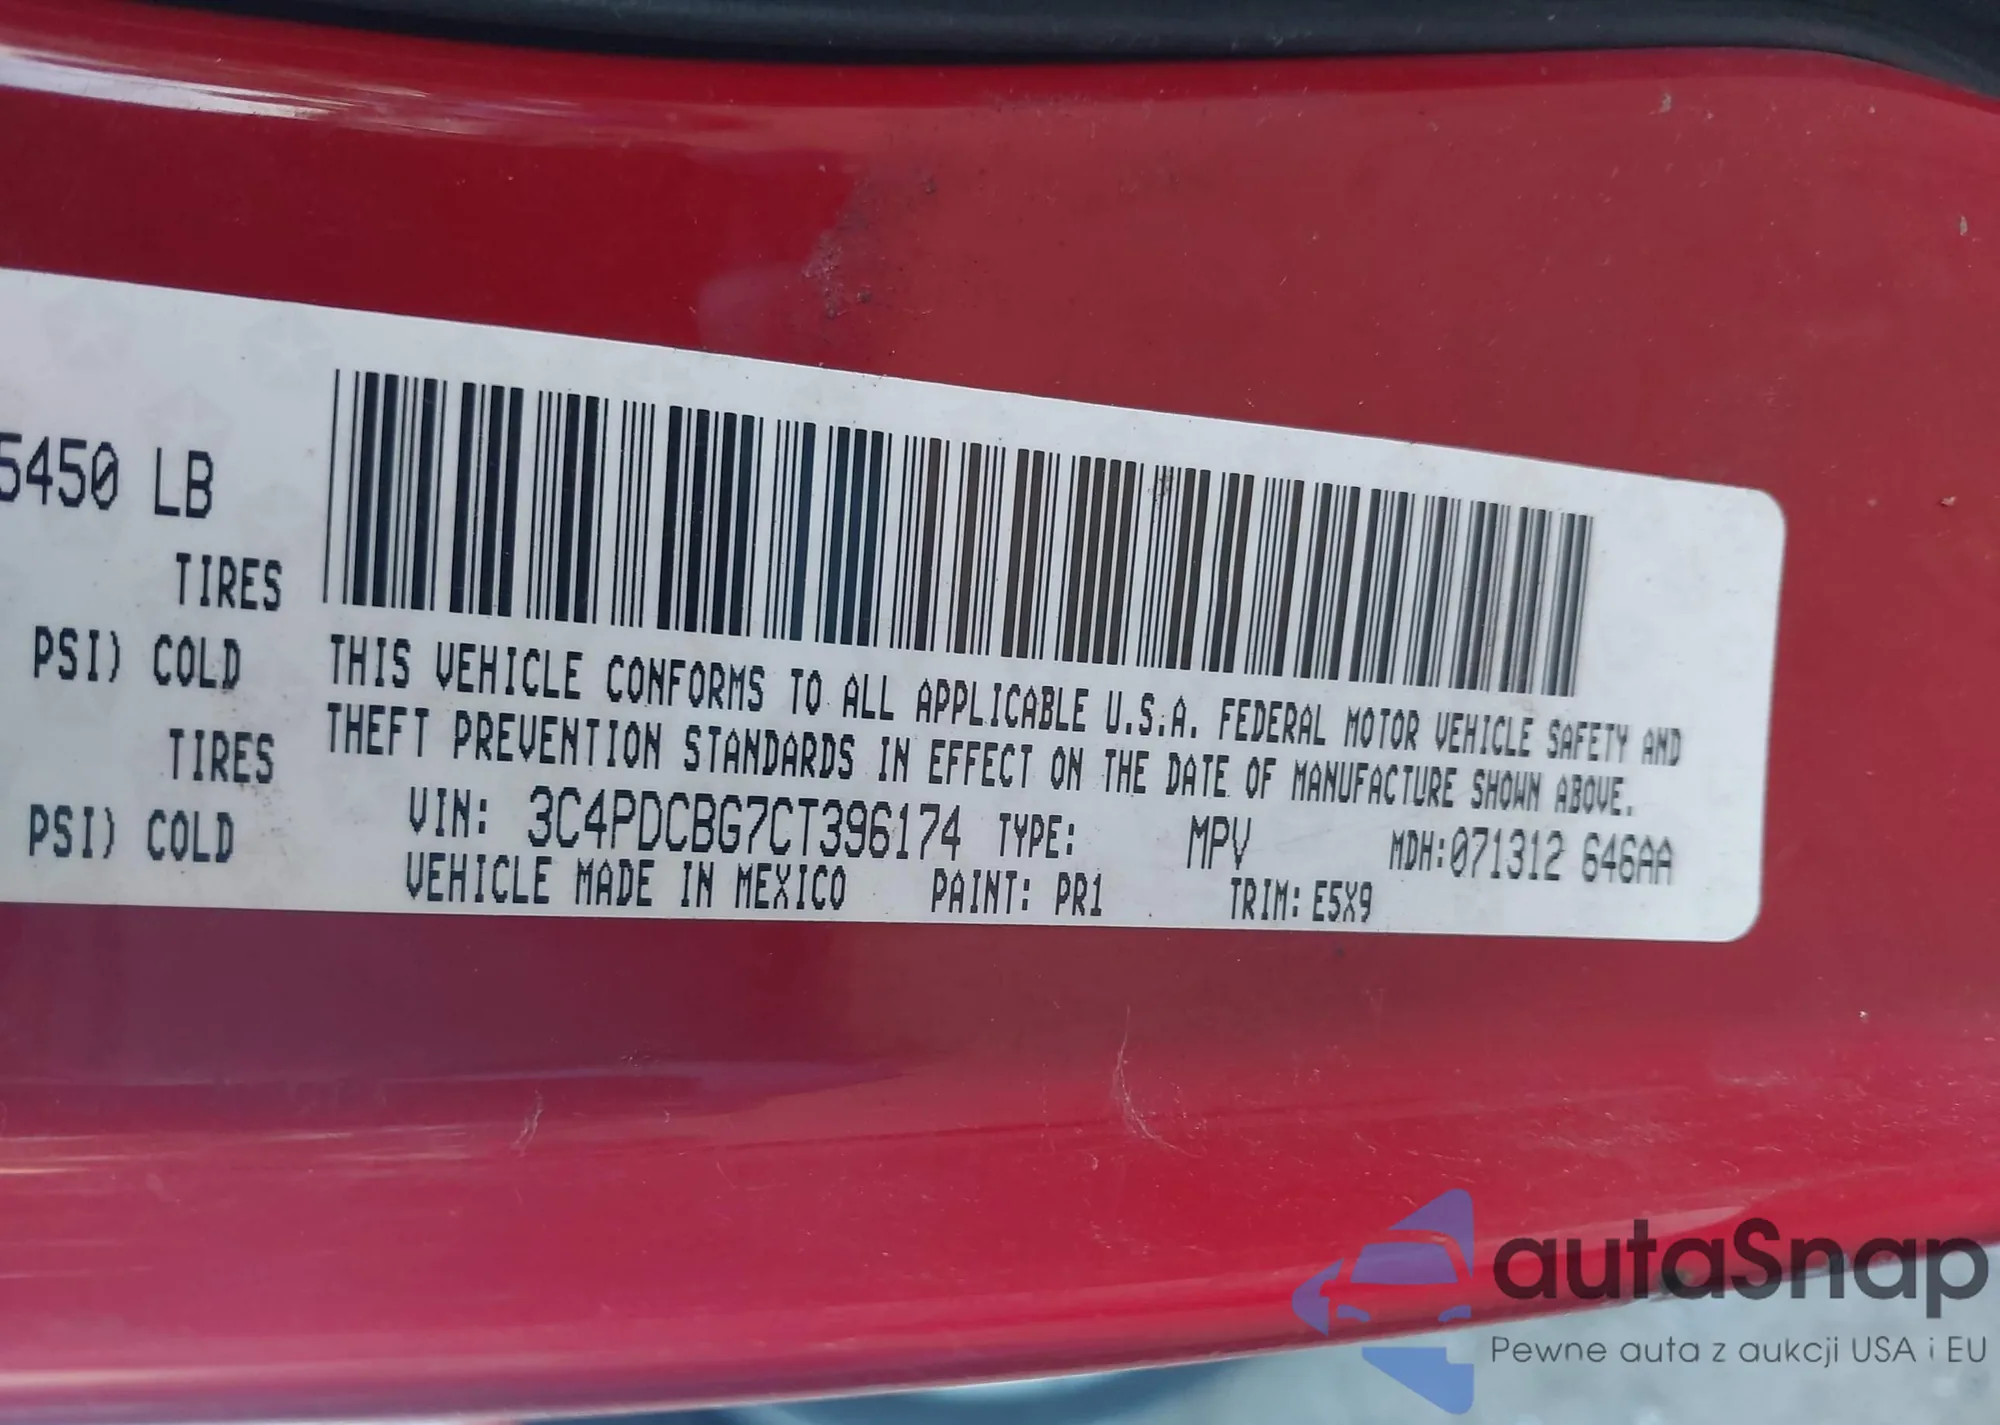 5450 LB
TIRES
PSI) COLD
TIRES
PSI) COLD
THIS VEHICLE CONFORMS TO ALL APPLICABLE U.S.A. FEDERAL MOTOR VEHICLE SAFETY AND
THEFT PREVENTION STANDARDS IN EFFECT ON THE DATE OF MANUFACTURE SHOWN ABOVE.
VIN: 3C4PDCBG7CT396174 TYPE: MPV MDH:071312 646AA
VEHICLE MADE IN MEXICO PAINT: PR1 TRIM: E5X9
autaSnap
Pewne auta z aukcji USA i EU